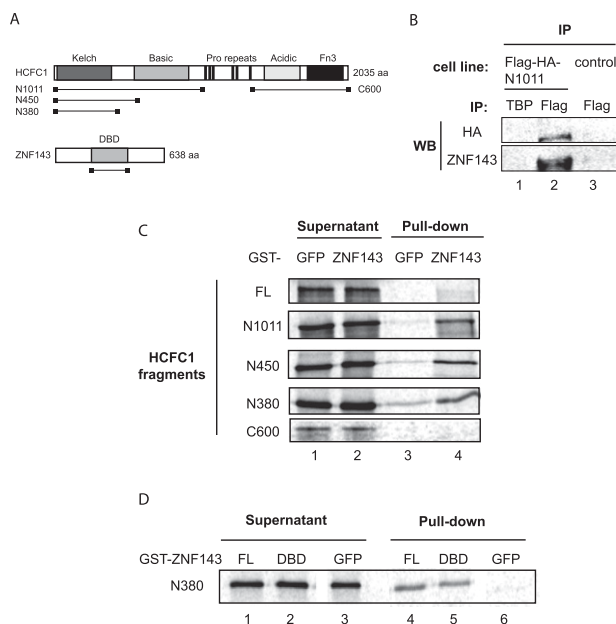 A
Kelch Basic Pro repeats Acidic Fn3
HCFC1 2035 aa
N1011 C600
N450
N380
DBD
ZNF143 638 aa
B
IP
cell line: Flag-HA-N1011 control
IP: TBP Flag Flag
WB HA
ZNF143
1 2 3
C
Supernatant Pull-down
GST- GFP ZNF143 GFP ZNF143
FL
N1011
HCFC1 fragments
N450
N380
C600
1 2 3 4
D
Supernatant Pull-down
GST-ZNF143 FL DBD GFP FL DBD GFP
N380
1 2 3 4 5 6